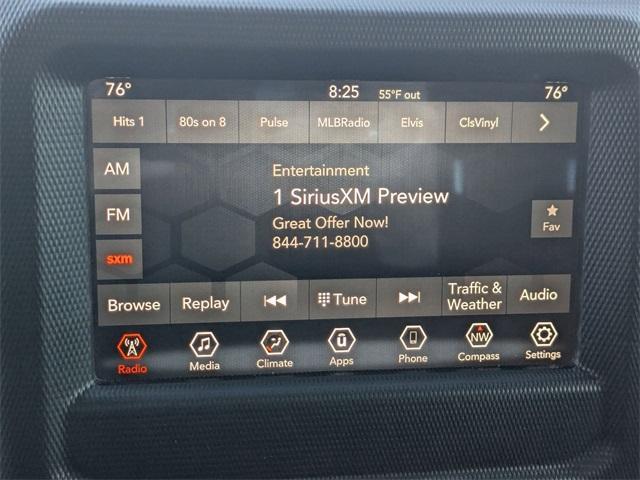 76° 8:25 55°F out 76°
Hits 1 80s on 8 Pulse MLBRadio Elvis ClsVinyl
AM
FM
sxm
Entertainment
1 SiriusXM Preview
Great Offer Now!
844-711-8800
Fav
Browse Replay Tune Traffic & Weather Audio
NW
Radio Media Climate Apps Phone Compass Settings